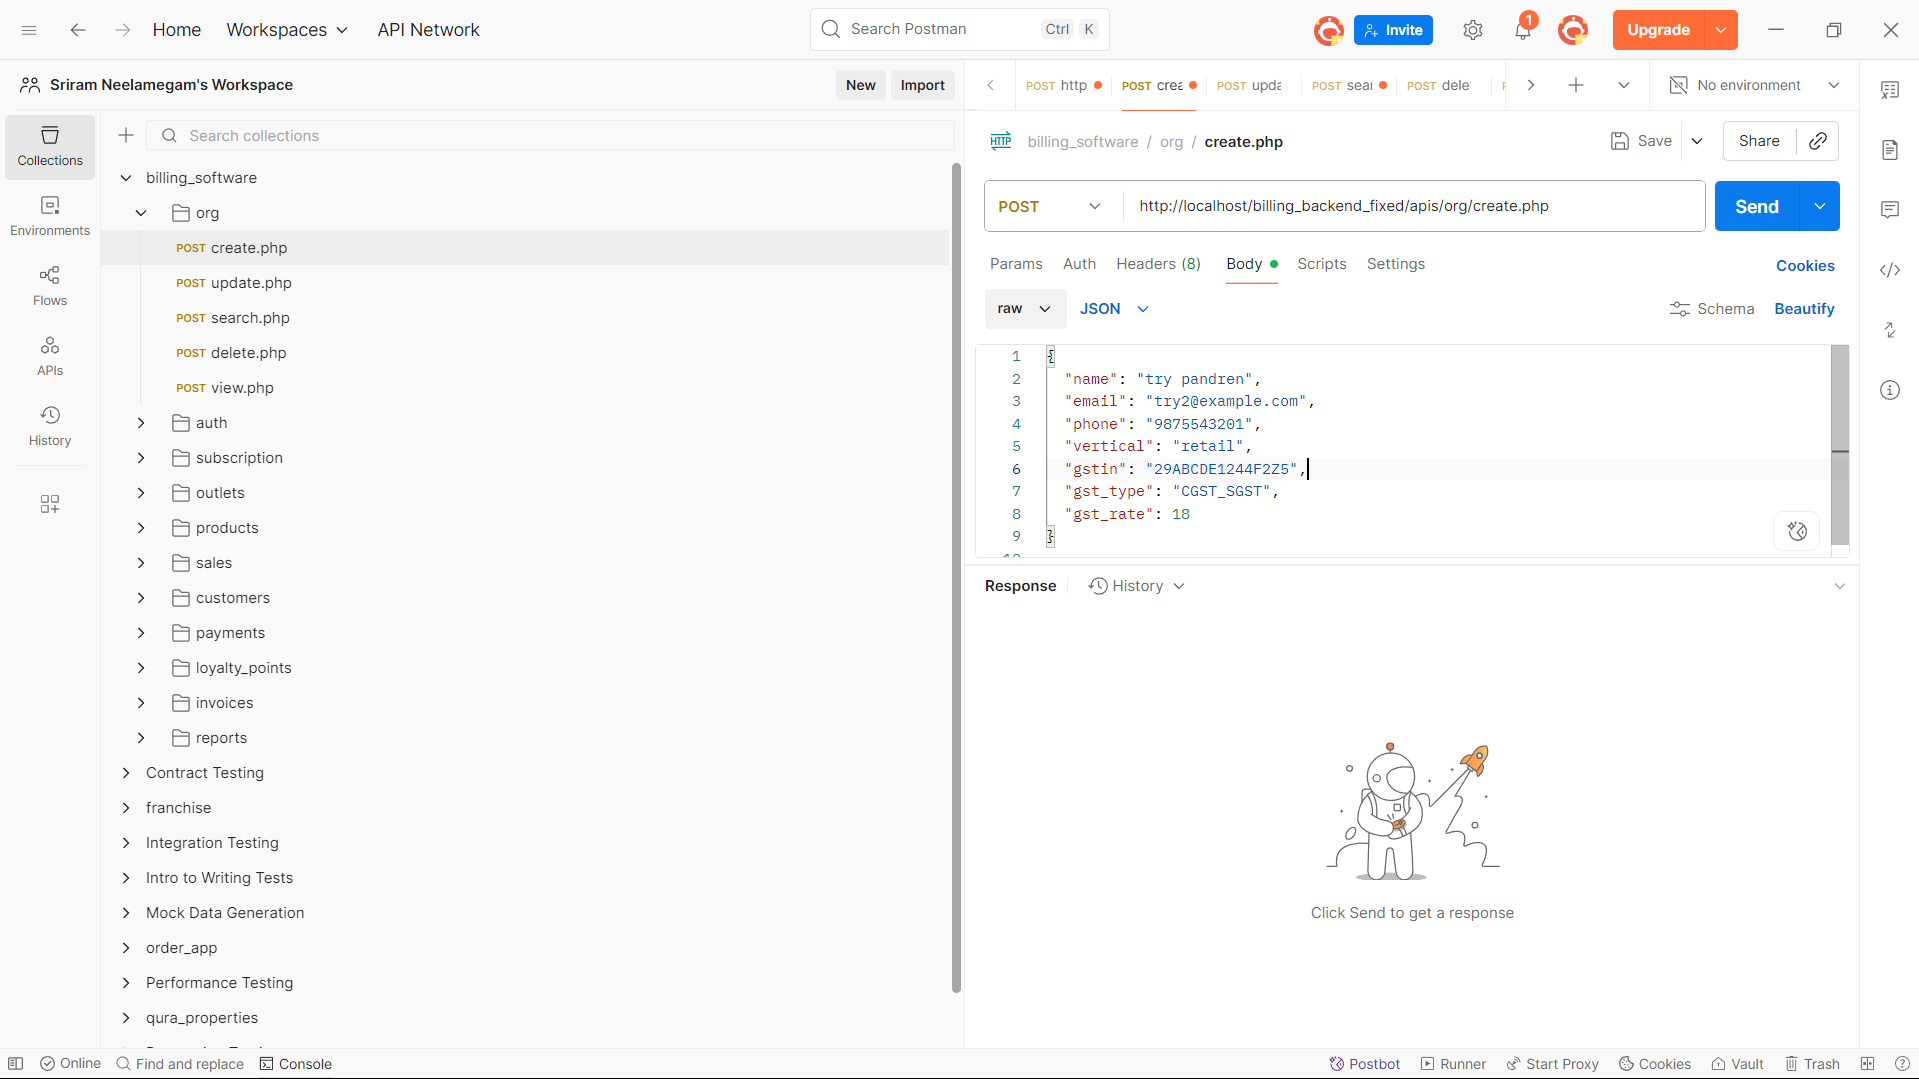 Home
Workspaces
API Network
Search Postman
Ctrl
K
Invite
1
Upgrade
Sriram Neelamegam's Workspace
New
Import
POST http
POST crea
POST upda
POST sear
POST dele
No environment
Collections
Environments
Flows
APIs
History
Search collections
billing_software
org
POST create.php
POST update.php
POST search.php
POST delete.php
POST view.php
auth
subscription
outlets
products
sales
customers
payments
loyalty_points
invoices
reports
Contract Testing
franchise
Integration Testing
Intro to Writing Tests
Mock Data Generation
order_app
Performance Testing
qura_properties
HTTP billing_software / org / create.php
Save
Share
POST
http://localhost/billing_backend_fixed/apis/org/create.php
Send
Params
Auth
Headers (8)
Body
Scripts
Settings
Cookies
raw
JSON
Schema
Beautify
1 {
2 "name": "try pandren",
3 "email": "try2@example.com",
4 "phone": "9875543201",
5 "vertical": "retail",
6 "gstin": "29ABCDE1244F2Z5",
7 "gst_type": "CGST_SGST",
8 "gst_rate": 18
9 }
Response
History
Click Send to get a response
Online
Find and replace
Console
Postbot
Runner
Start Proxy
Cookies
Vault
Trash